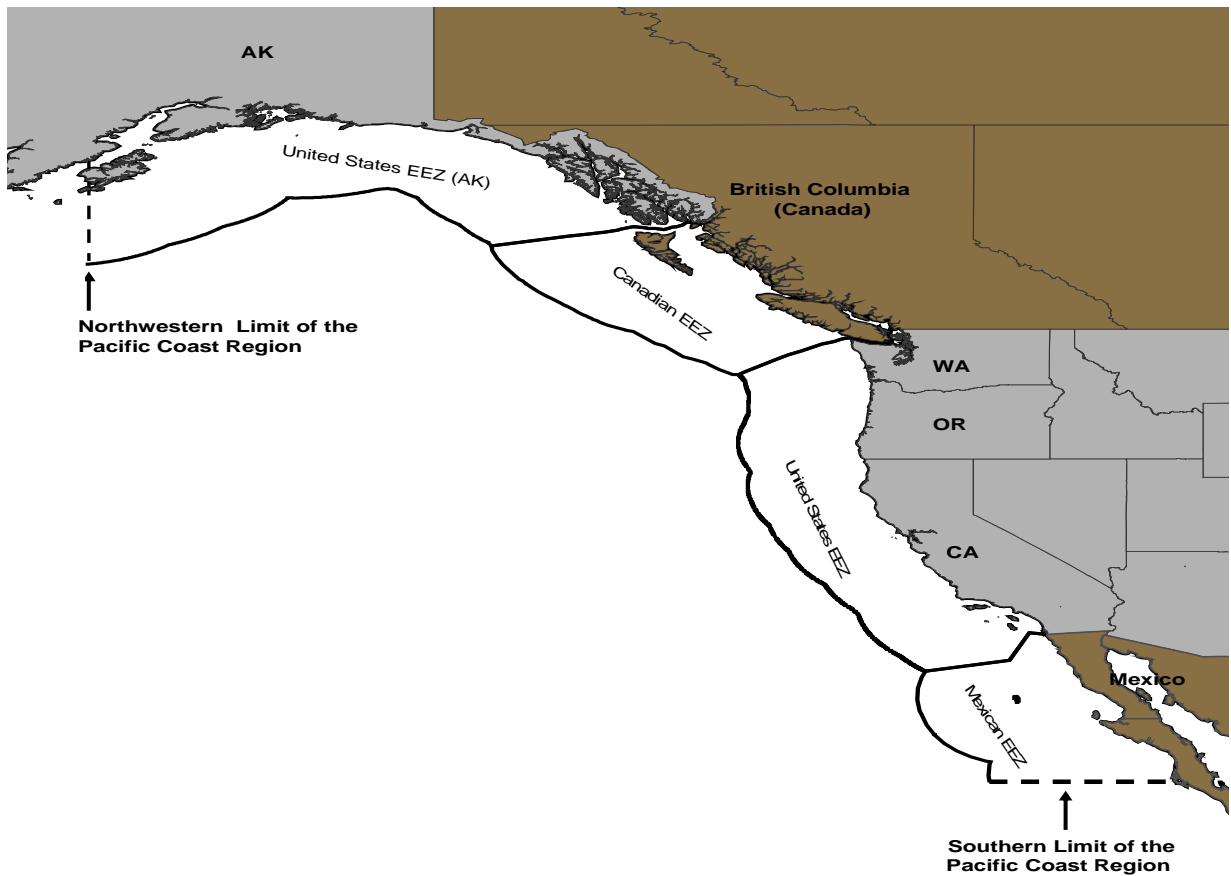 AK
United States EEZ (AK)
British Columbia
(Canada)
Canadian EEZ
Northwestern Limit of the
Pacific Coast Region
WA
OR
United States EEZ
CA
Mexico
Mexican EEZ
Southern Limit of the
Pacific Coast Region